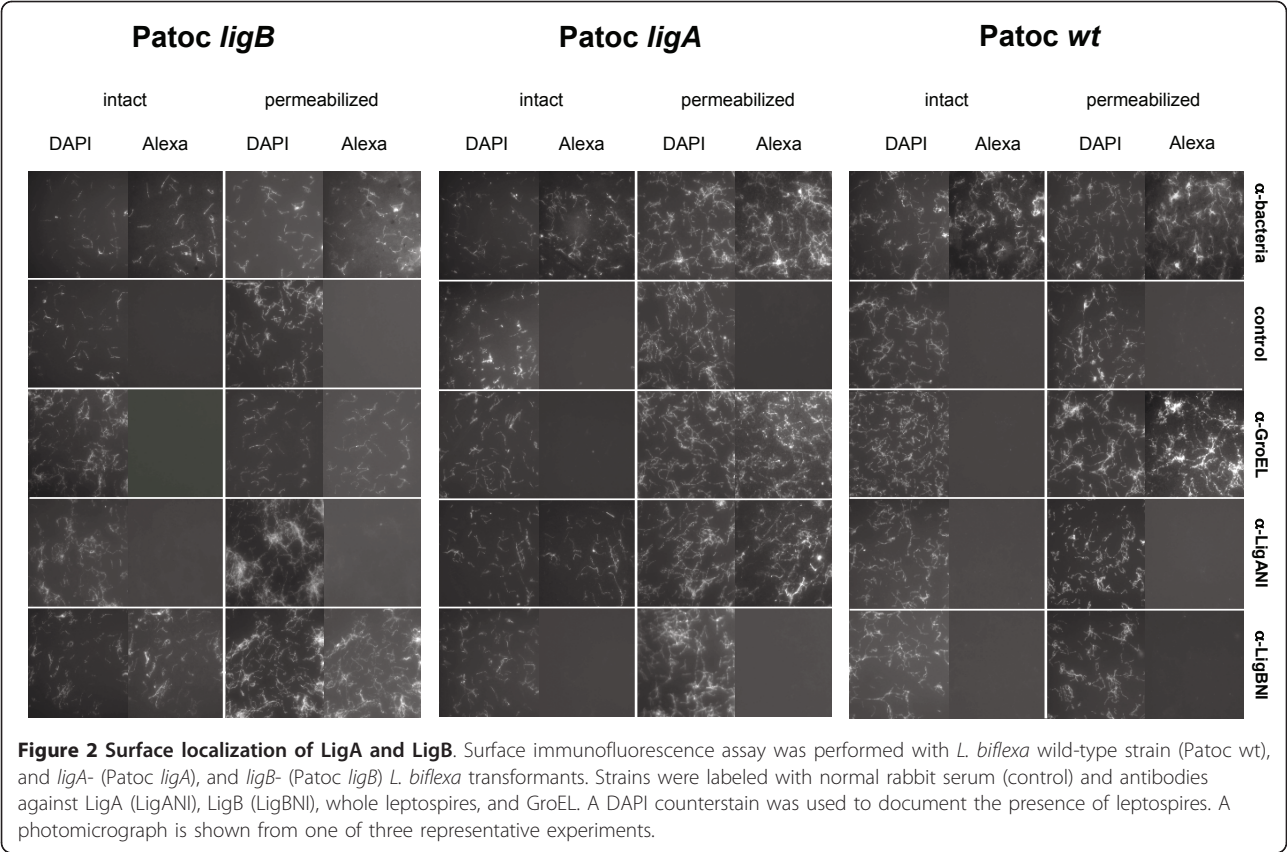 Patoc ligB Patoc ligA Patoc wt
intact permeabilized intact permeabilized intact permeabilized
DAPI Alexa DAPI Alexa DAPI Alexa DAPI Alexa DAPI Alexa DAPI Alexa
α-bacteria
control
α-GroEL
α-LigANI
α-LigBNI
Figure 2 Surface localization of LigA and LigB. Surface immunofluorescence assay was performed with L. biflexa wild-type strain (Patoc wt),
and ligA- (Patoc ligA), and ligB- (Patoc ligB) L. biflexa transformants. Strains were labeled with normal rabbit serum (control) and antibodies
against LigA (LigANI), LigB (LigBNI), whole leptospires, and GroEL. A DAPI counterstain was used to document the presence of leptospires. A
photomicrograph is shown from one of three representative experiments.